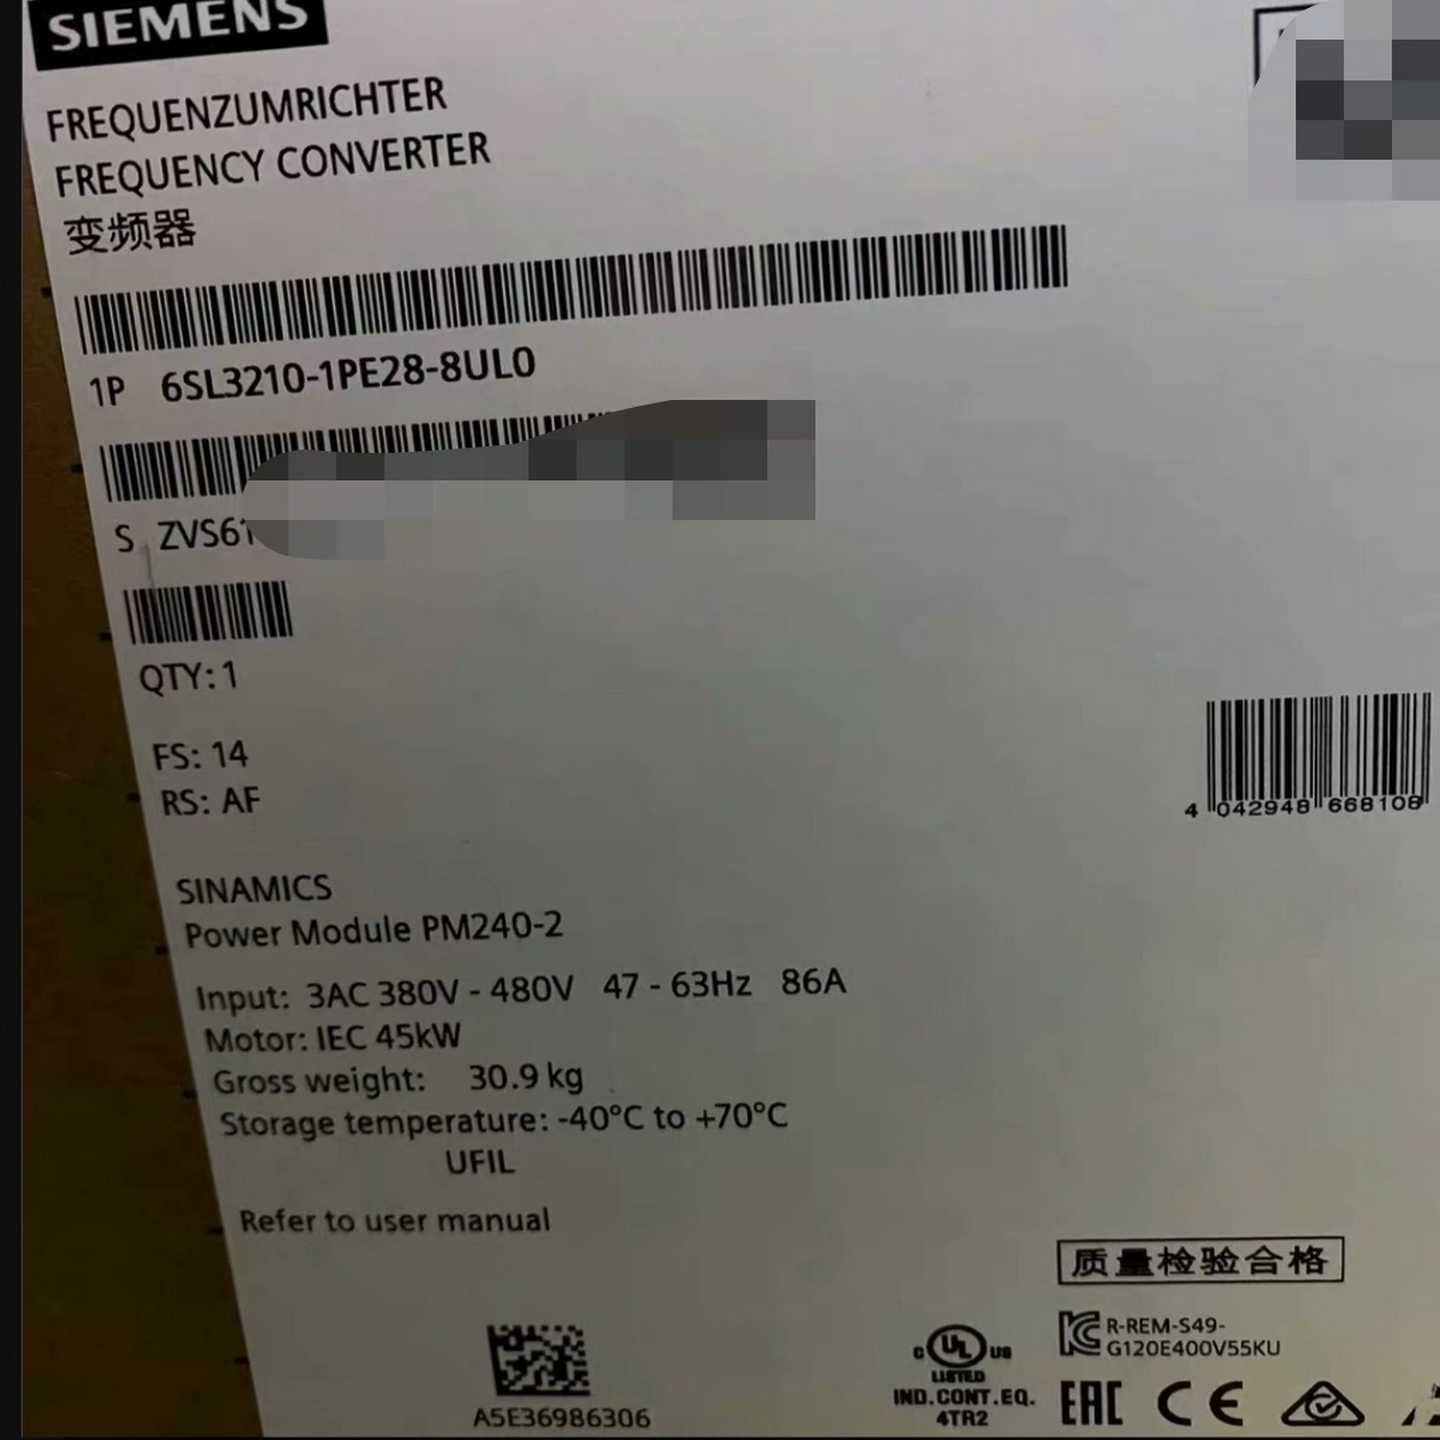 SIEMENS
FREQUENZUMRICHTER
FREQUENCY CONVERTER
变频器
1P 6SL3210-1PE28-8UL0
S ZVS61
QTY: 1
FS: 14
RS: AF
4 042948 668108
SINAMICS
Power Module PM240-2
Input: 3AC 380V - 480V 47 - 63Hz 86A
Motor: IEC 45kW
Gross weight: 30.9 kg
Storage temperature: -40°C to +70°C
UFIL
Refer to user manual
质量检验合格
A5E36986306
C UL US
LISTED
IND.CONT.EQ.
4TR2
R-REM-S49-
G120E400V55KU
EAC CE